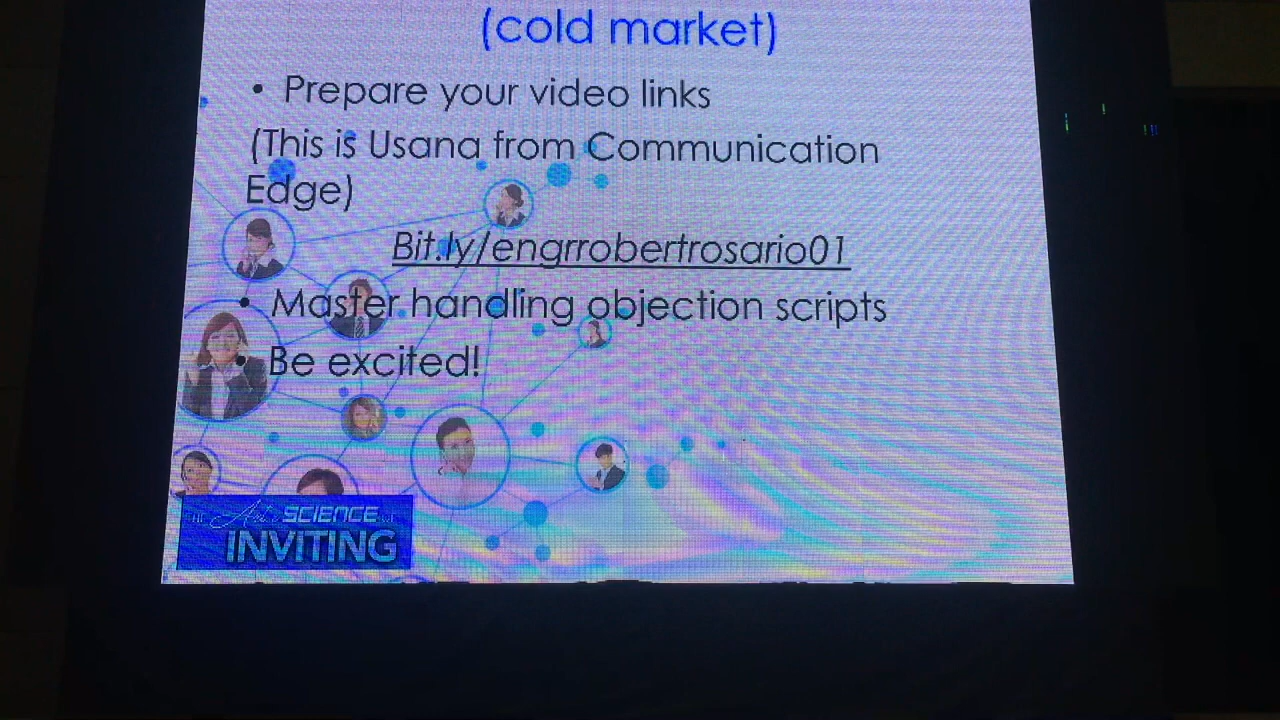 (cold market)
• Prepare your video links
(This is Usana from Communication
Edge)
Bit.ly/engrrobertrosario01
• Master handling objection scripts
• Be excited!
SCIENCE
INVITING